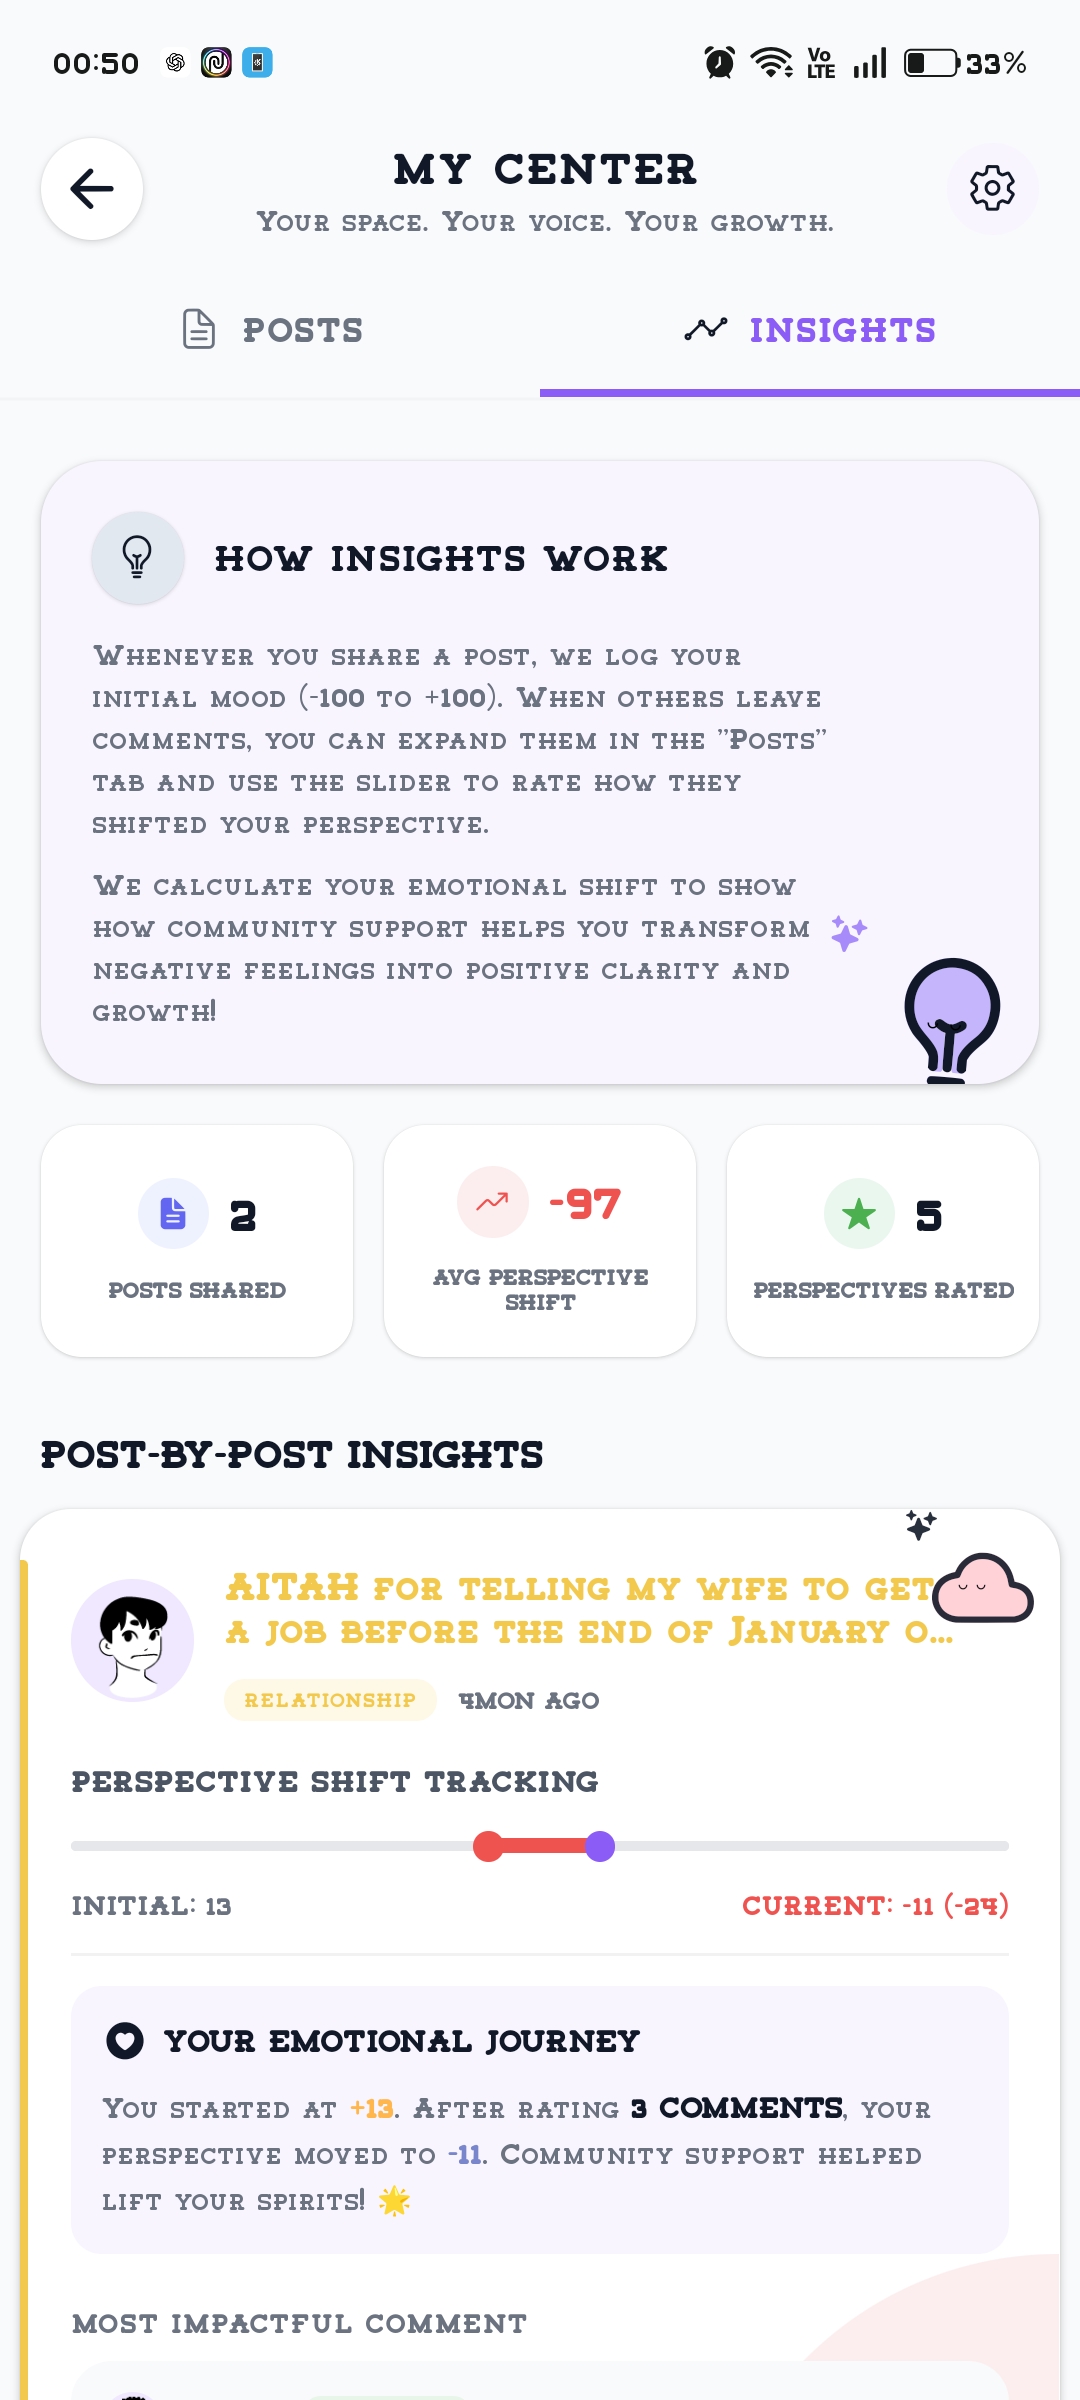 00:50
Vo LTE
33%
MY CENTER
Your space. Your voice. Your growth.
POSTS
INSIGHTS
How Insights Work
Whenever you share a post, we log your
initial mood (-100 to +100). When others leave
comments, you can expand them in the "Posts"
tab and use the slider to rate how they
shifted your perspective.
We calculate your emotional shift to show
how community support helps you transform
negative feelings into positive clarity and
growth!
2
POSTS SHARED
-97
AVG PERSPECTIVE
SHIFT
5
PERSPECTIVES RATED
POST-BY-POST INSIGHTS
AITAH for telling my wife to get
a job before the end of January o...
RELATIONSHIP
4MON AGO
PERSPECTIVE SHIFT TRACKING
INITIAL: 13
CURRENT: -11 (-24)
YOUR EMOTIONAL JOURNEY
You started at +13. After rating 3 COMMENTS, your
perspective moved to -11. Community support helped
lift your spirits! 🌟
MOST IMPACTFUL COMMENT